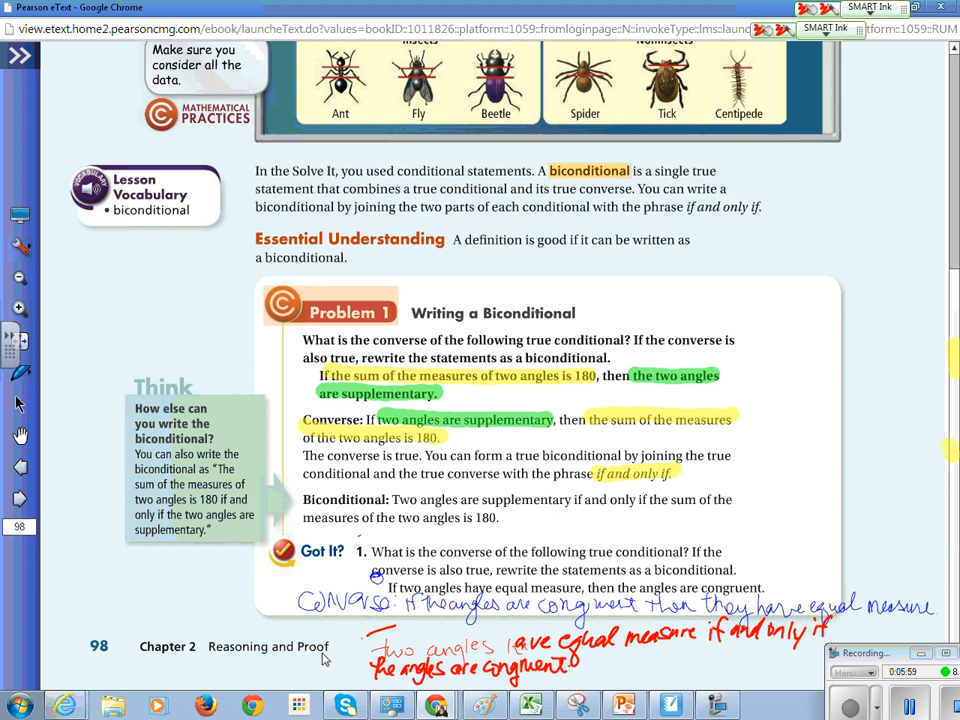 Pearson eText - Google Chrome
SMART Ink
view.etext.home2.pearsoncmg.com/ebook/launcheText.do?values=bookID::1011826::platform::1059::fromloginpage::N::invokeType::lms::launc
SMART Ink
tform::1059::RUM
Make sure you
consider all the
data.
MATHEMATICAL
PRACTICES
Insects
Noninsects
Ant Fly Beetle Spider Tick Centipede
VOCABULARY
Lesson
Vocabulary
• biconditional
In the Solve It, you used conditional statements. A biconditional is a single true
statement that combines a true conditional and its true converse. You can write a
biconditional by joining the two parts of each conditional with the phrase if and only if.
Essential Understanding A definition is good if it can be written as
a biconditional.
Problem 1 Writing a Biconditional
What is the converse of the following true conditional? If the converse is
also true, rewrite the statements as a biconditional.
If the sum of the measures of two angles is 180, then the two angles
are supplementary.
Converse: If two angles are supplementary, then the sum of the measures
of the two angles is 180.
The converse is true. You can form a true biconditional by joining the true
conditional and the true converse with the phrase if and only if.
Biconditional: Two angles are supplementary if and only if the sum of the
measures of the two angles is 180.
Think
How else can
you write the
biconditional?
You can also write the
biconditional as “The
sum of the measures of
two angles is 180 if and
only if the two angles are
supplementary.”
98
Got It? 1. What is the converse of the following true conditional? If the
converse is also true, rewrite the statements as a biconditional.
If two angles have equal measure, then the angles are congruent.
Converse: If the angles are congruent then they have equal measure.
Two angles have equal measure if and only if
the angles are congruent.
98 Chapter 2 Reasoning and Proof
Recording...
Menu 0:05:59 8.